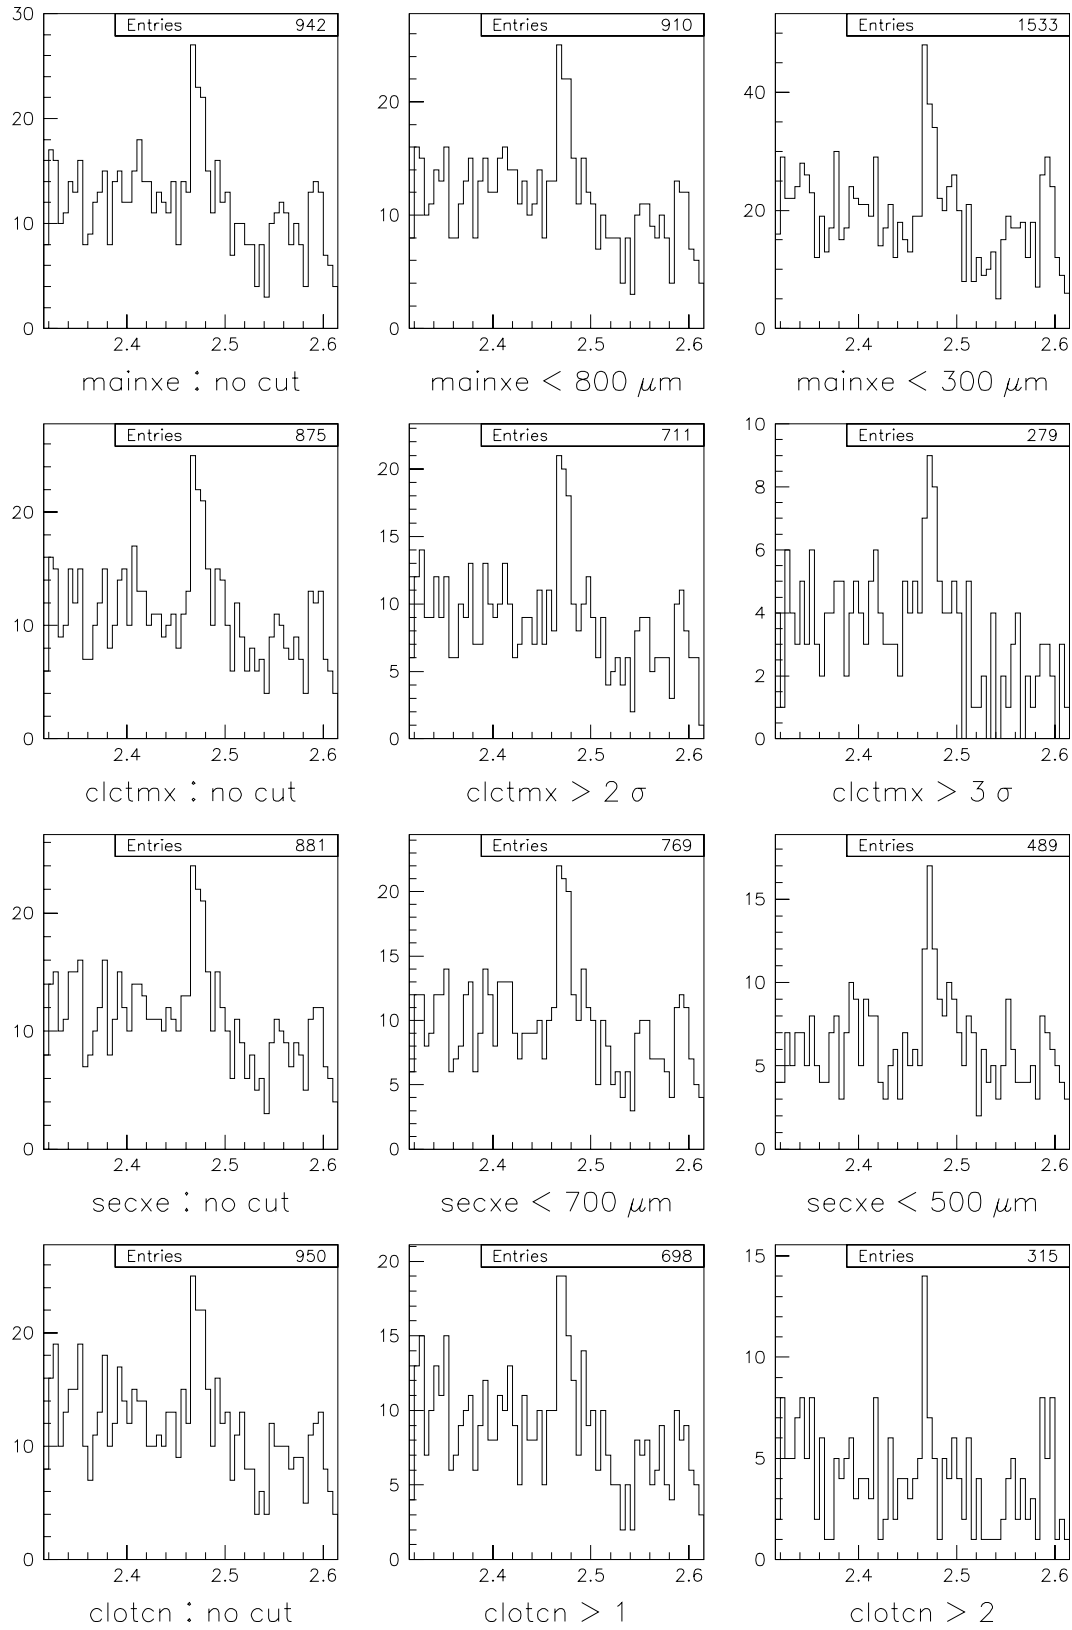 Entries 942
Entries 910
Entries 1533
30
20
10
0
20
10
0
40
20
0
2.4 2.5 2.6
2.4 2.5 2.6
2.4 2.5 2.6
mainxe : no cut
mainxe < 800 μm
mainxe < 300 μm
Entries 875
Entries 711
Entries 279
20
10
0
20
15
10
5
0
10
8
6
4
2
0
2.4 2.5 2.6
2.4 2.5 2.6
2.4 2.5 2.6
clctmx : no cut
clctmx > 2 σ
clctmx > 3 σ
Entries 881
Entries 769
Entries 489
20
10
0
20
15
10
5
0
15
10
5
0
2.4 2.5 2.6
2.4 2.5 2.6
2.4 2.5 2.6
secxe : no cut
secxe < 700 μm
secxe < 500 μm
Entries 950
Entries 698
Entries 315
20
10
0
20
15
10
5
0
15
10
5
0
2.4 2.5 2.6
2.4 2.5 2.6
2.4 2.5 2.6
clotcn : no cut
clotcn > 1
clotcn > 2